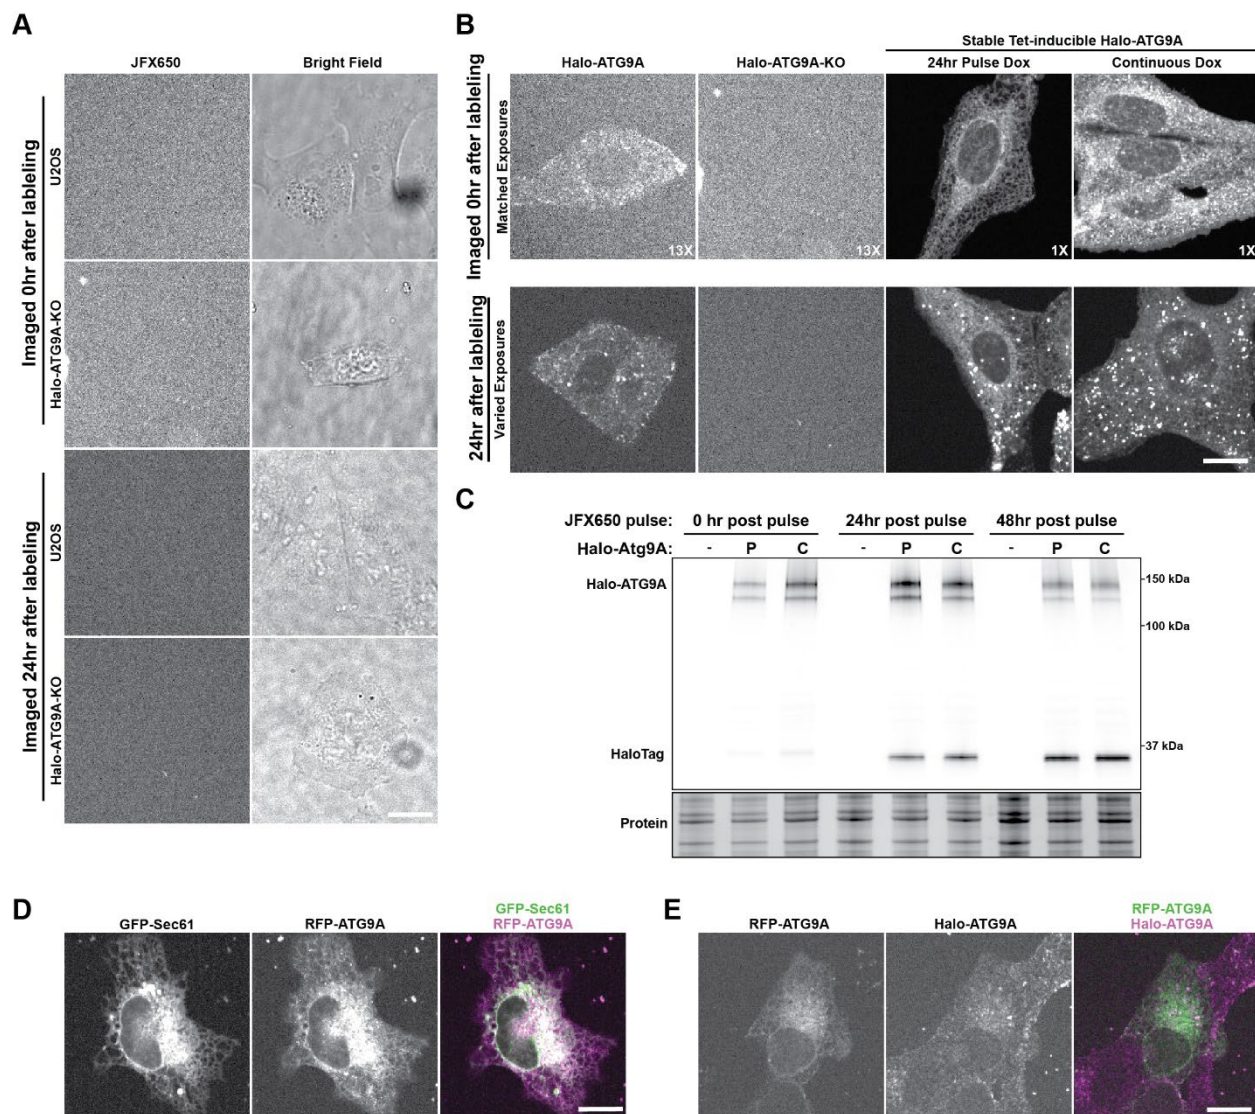 A
JFX650
Bright Field
Imaged 0hr after lableling
U2OS
Halo-ATG9A-KO
Imaged 24hr after labeling
U2OS
Halo-ATG9A-KO
B
Stable Tet-inducible Halo-ATG9A
Halo-ATG9A
Halo-ATG9A-KO
24hr Pulse Dox
Continuous Dox
Imaged 0hr after lableling
Matched Exposures
13X
13X
1X
1X
24hr after labeling
Varied Exposures
C
JFX650 pulse: 0 hr post pulse 24hr post pulse 48hr post pulse
Halo-Atg9A: - P C - P C - P C
Halo-ATG9A
150 kDa
100 kDa
37 kDa
HaloTag
Protein
D
GFP-Sec61
RFP-ATG9A
GFP-Sec61
RFP-ATG9A
E
RFP-ATG9A
Halo-ATG9A
RFP-ATG9A
Halo-ATG9A